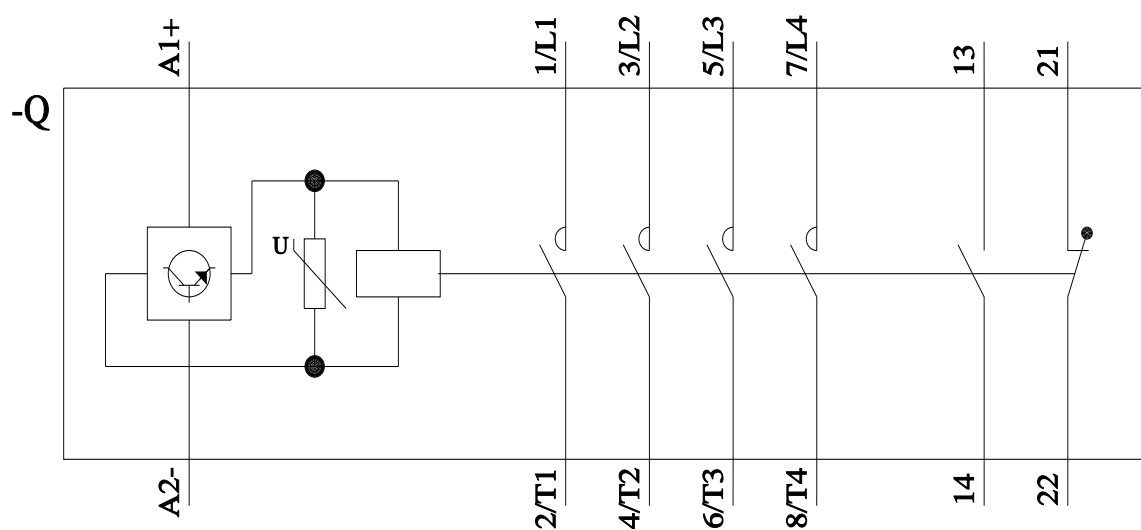 A1+
1/L1
3/L2
5/L3
7/L4
13
21
-Q
U
A2-
2/T1
4/T2
6/T3
8/T4
14
22